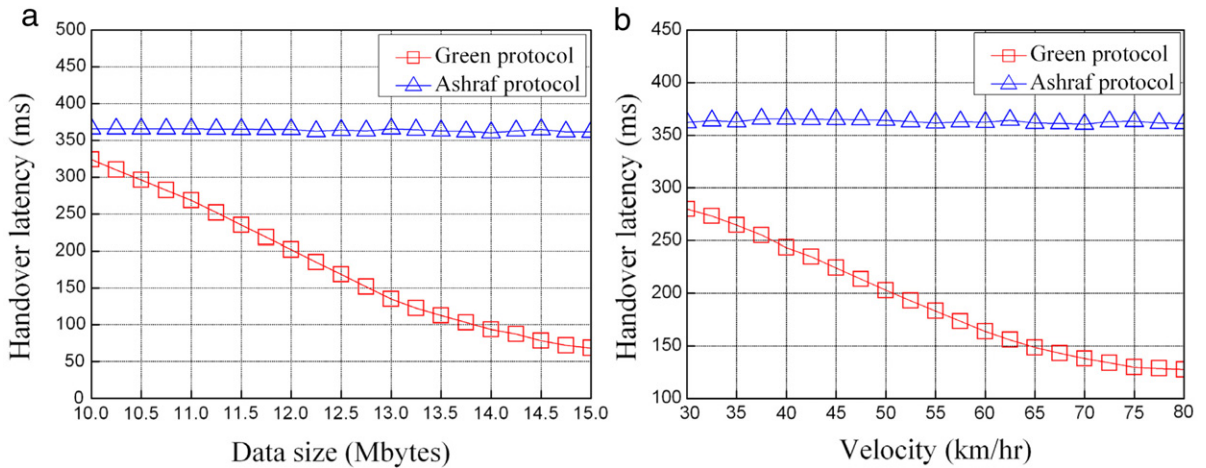 a
500
450
400
350
300
250
200
150
100
50
0
Handover latency (ms)
Green protocol
Ashraf protocol
10.0 10.5 11.0 11.5 12.0 12.5 13.0 13.5 14.0 14.5 15.0
Data size (Mbytes)
b
450
400
350
300
250
200
150
100
Handover latency (ms)
Green protocol
Ashraf protocol
30 35 40 45 50 55 60 65 70 75 80
Velocity (km/hr)